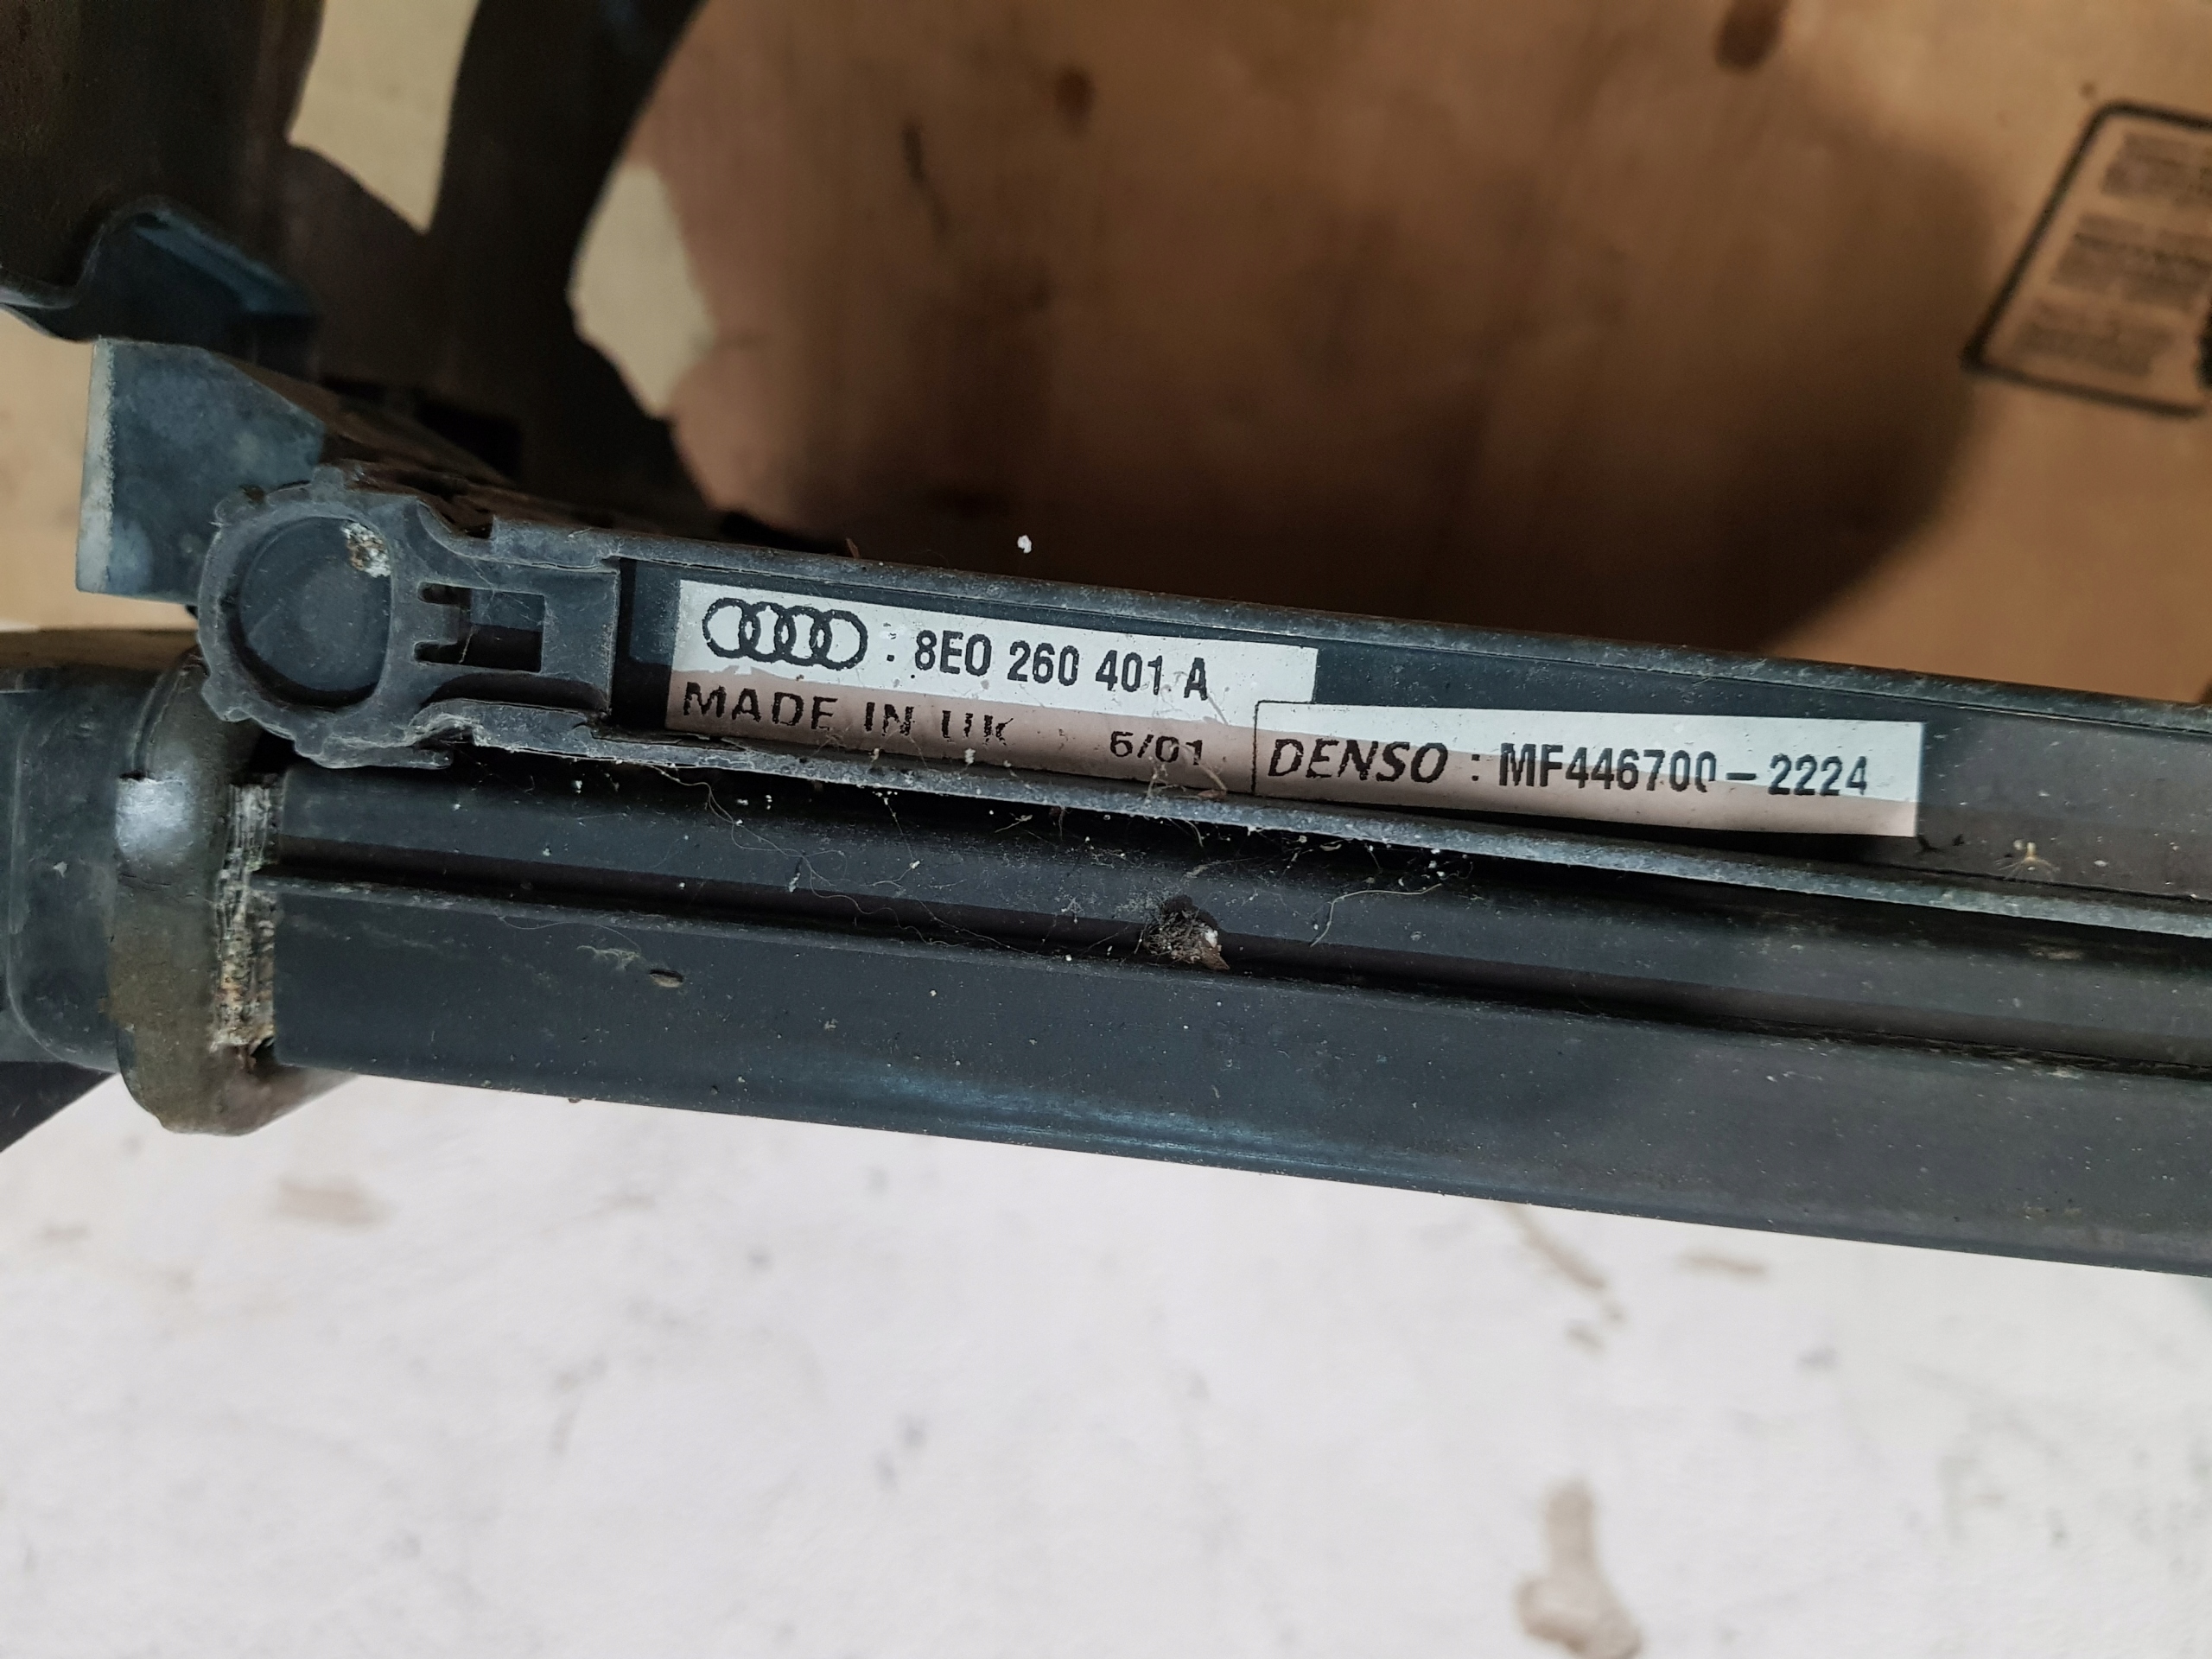 : 8E0 260 401 A
MADE IN UK 6/01
DENSO : MF446700-2224